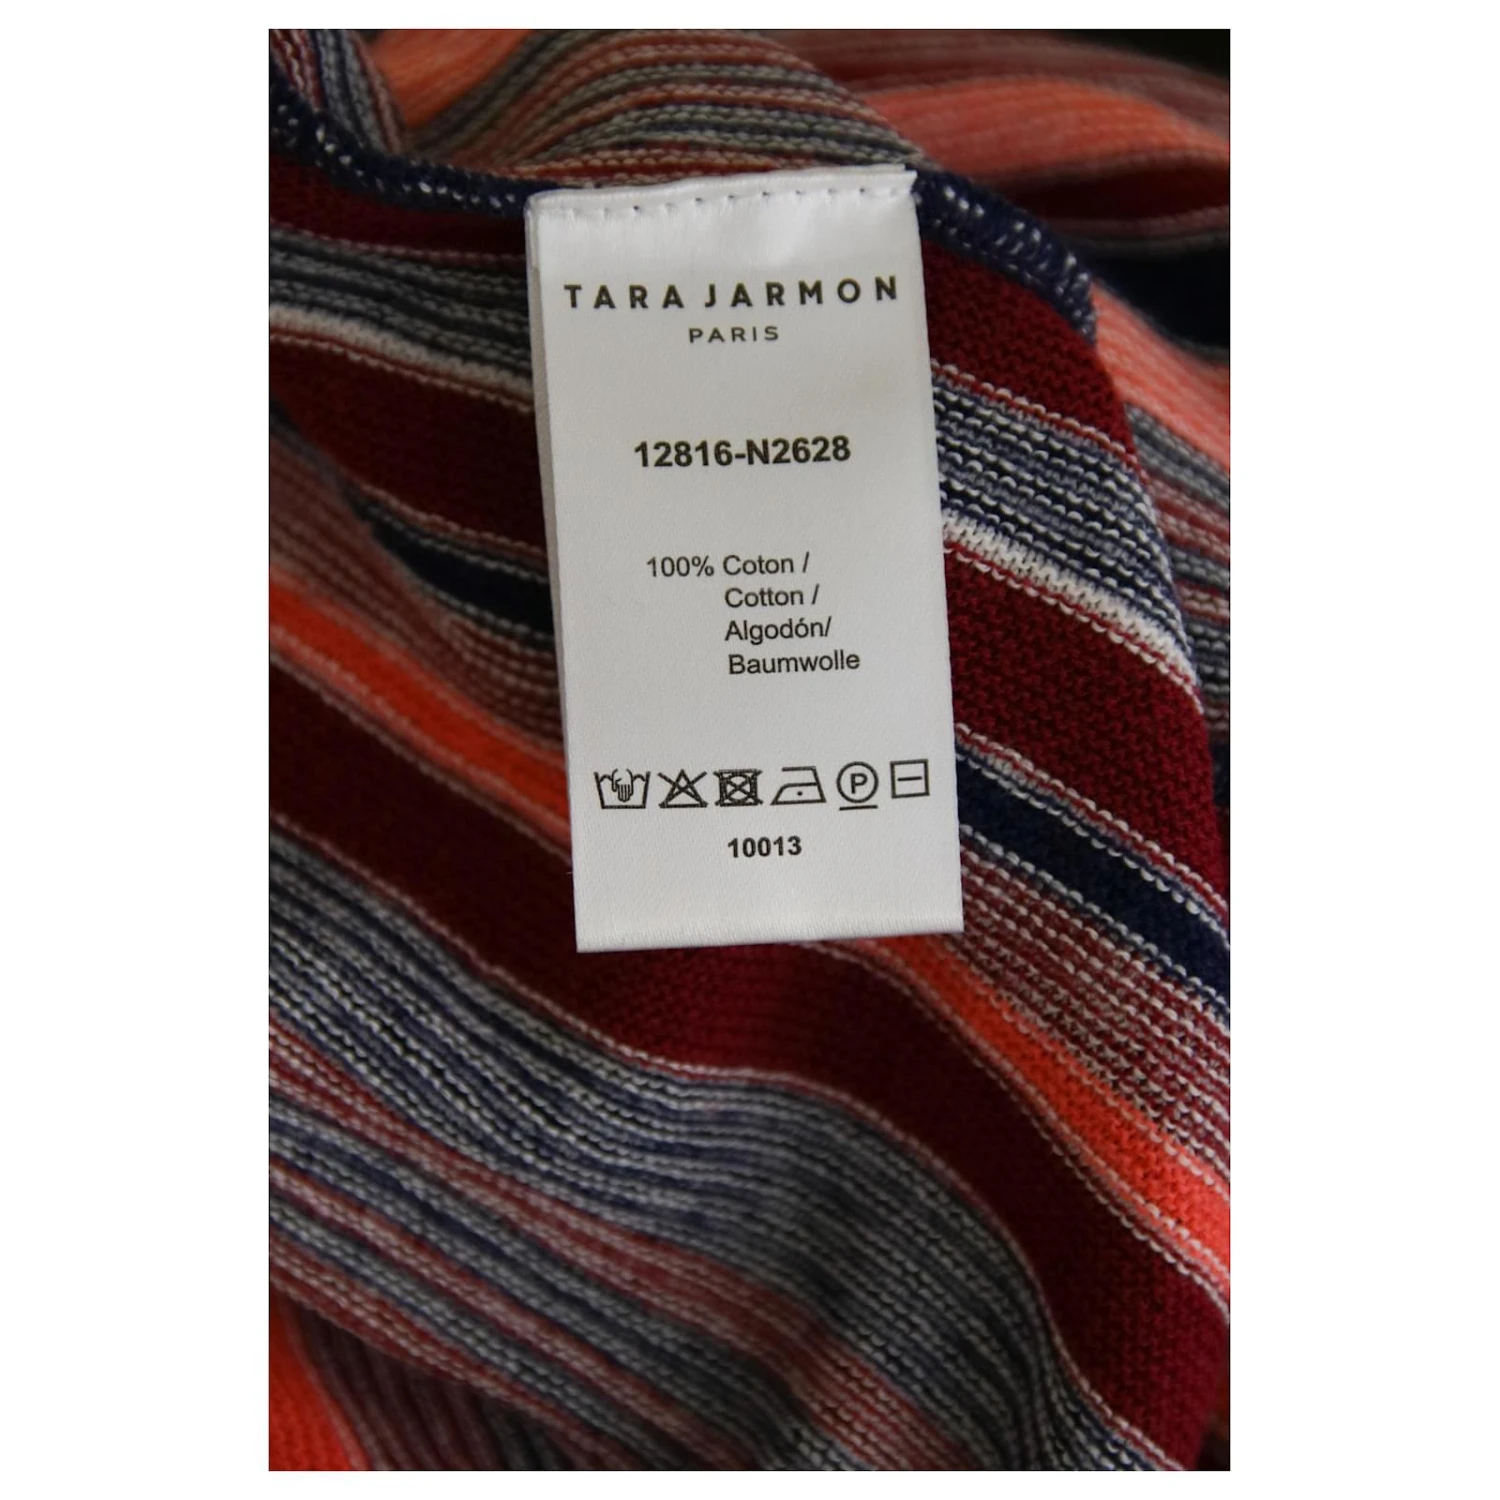 TARA JARMON
PARIS
12816-N2628
100% Coton /
Cotton /
Algodón/
Baumwolle
P
10013